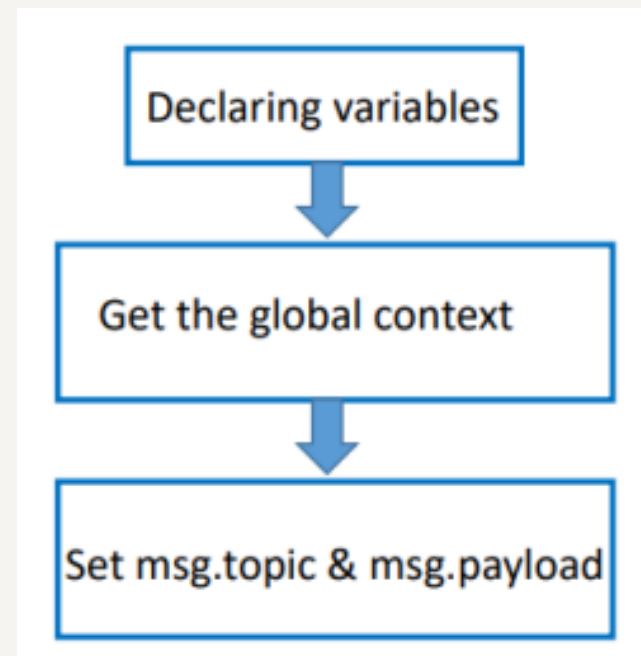 Declaring variables
Get the global context
Set msg.topic & msg.payload